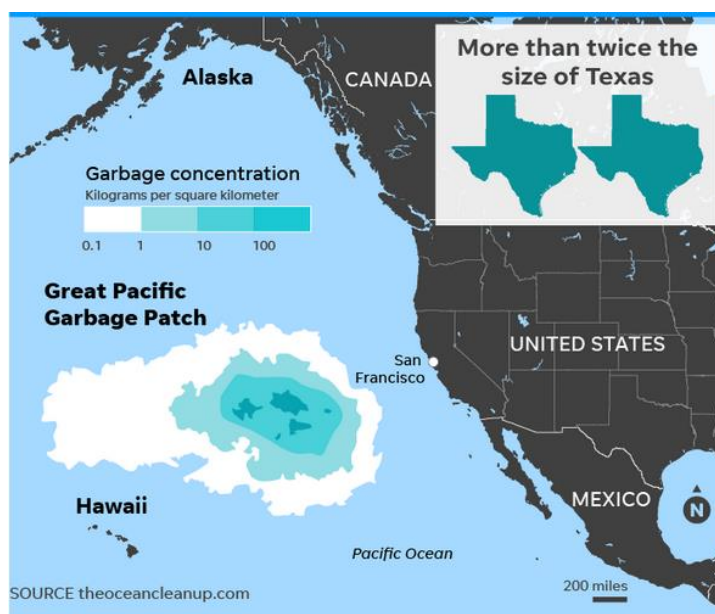 More than twice the
size of Texas
Alaska
CANADA
Garbage concentration
Kilograms per square kilometer
0.1 1 10 100
Great Pacific
Garbage Patch
San
Francisco
UNITED STATES
Hawaii
MEXICO
N
Pacific Ocean
200 miles
SOURCE theoceancleanup.com